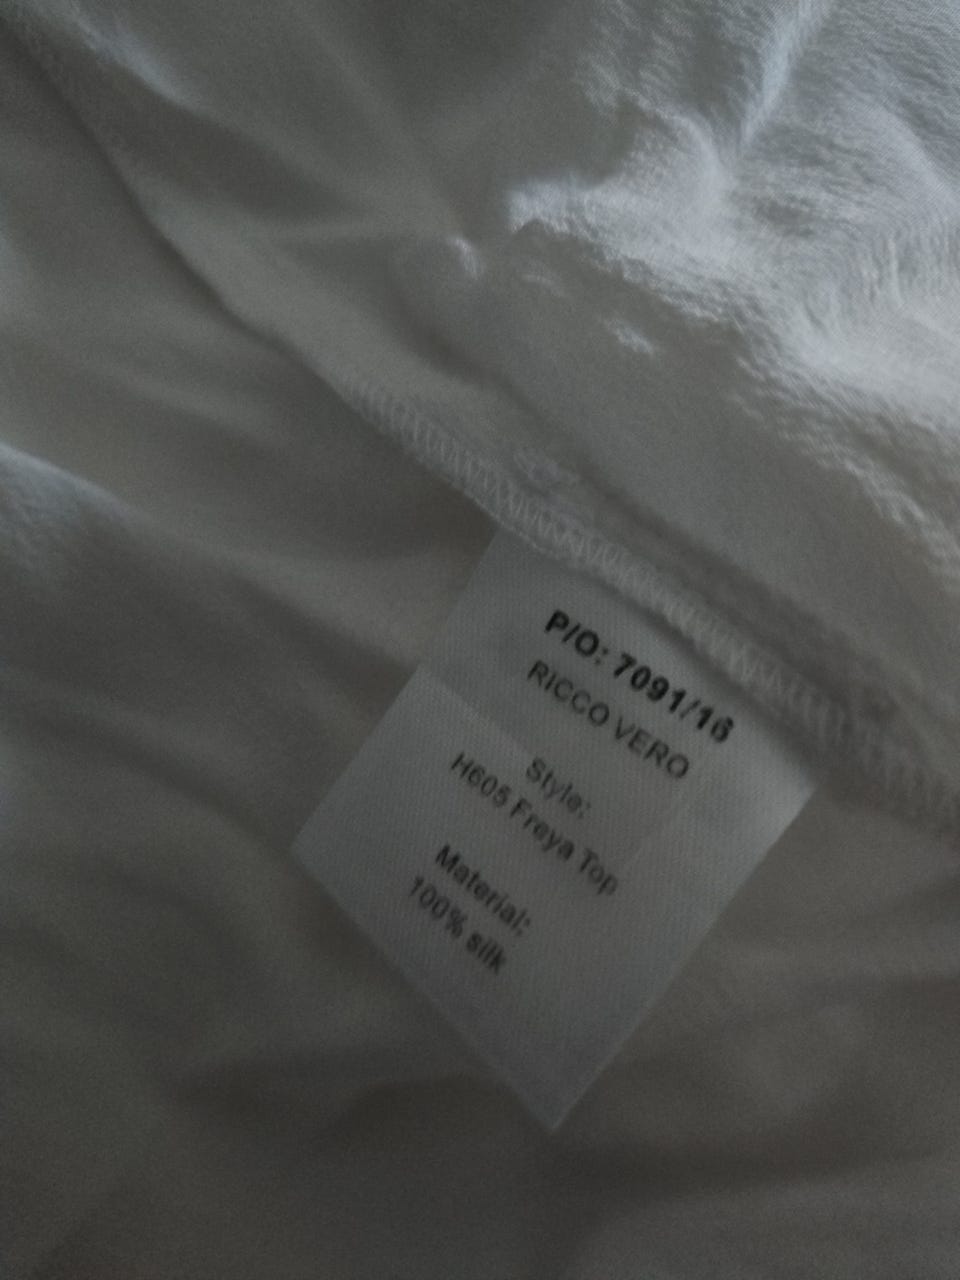 P/O: 7091/16
RICCO VERO
Style:
H605 Freya Top
Material:
100% silk